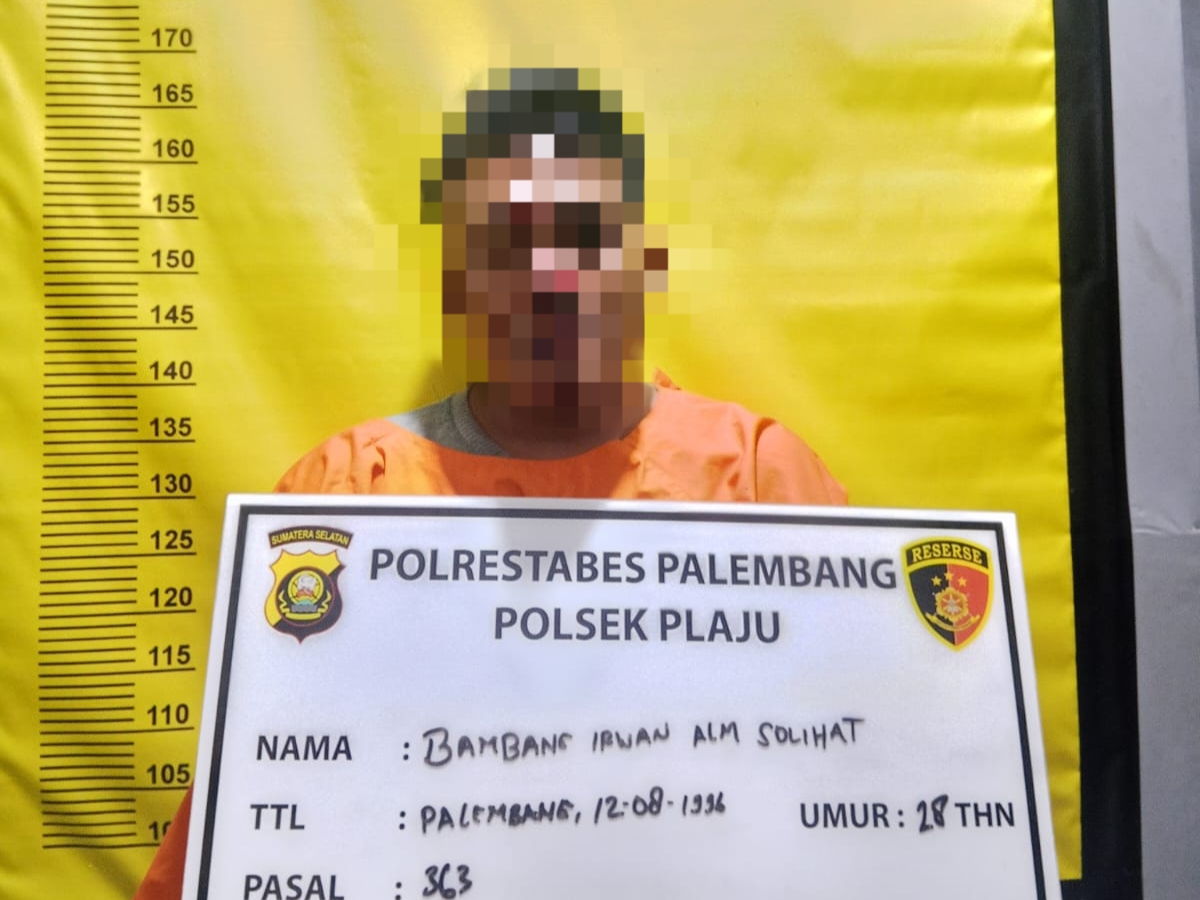 170
165
160
155
150
145
140
135
130
125
120
115
110
105
SUMATERA SELATAN
RESERSE
POLRESTABES PALEMBANG
POLSEK PLAJU
NAMA : BAMBANG IRWAN ALM SOLIHAT
TTL : PALEMBANG, 12-08-1996 UMUR : 28 THN
PASAL : 363